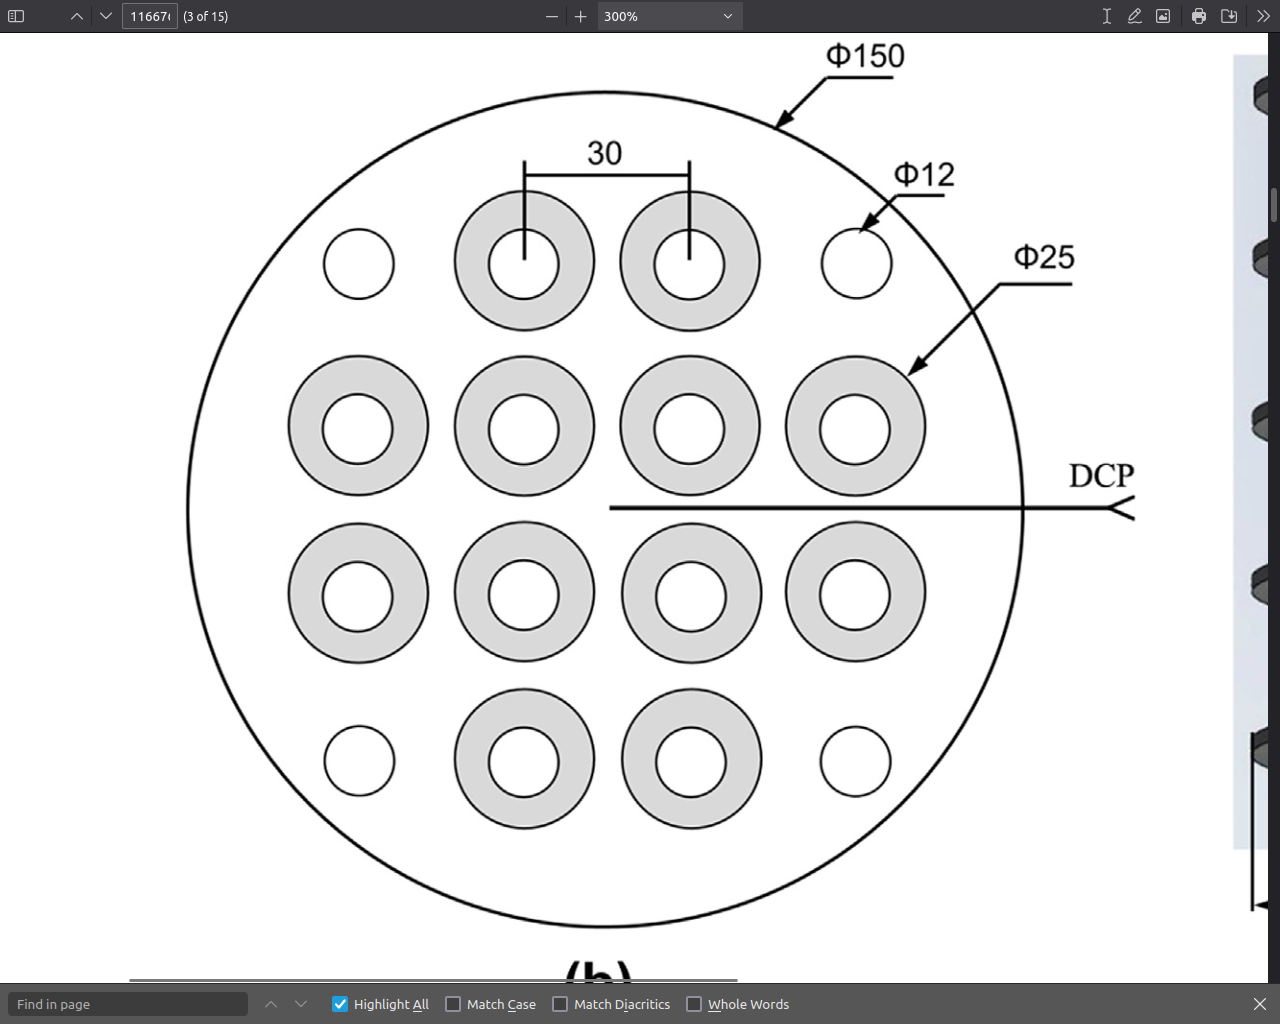 (3 of 15)
300%
Φ150
30
Φ12
Φ25
DCP
(b)
Find in page
Highlight All
Match Case
Match Diacritics
Whole Words